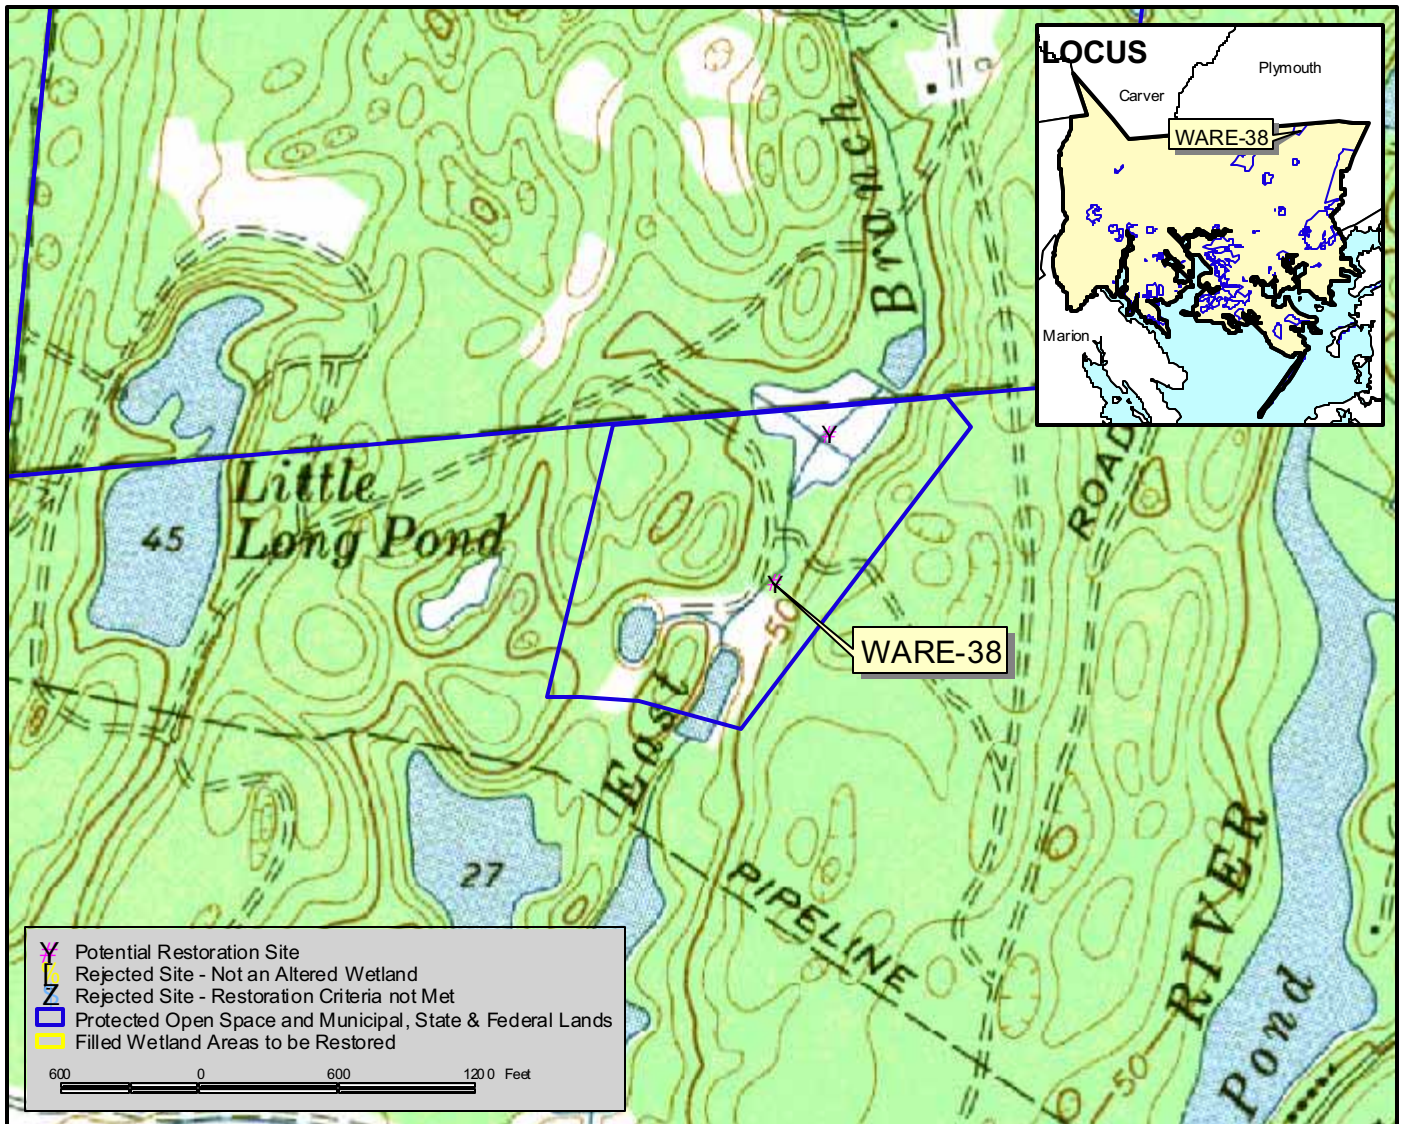 LOCUS
Plymouth
Carver
WARE-38
Marion
Branch
Little
Long Pond
45
ROAD
50
WARE-38
East
27
PIPELINE
RIVER
Pond
50
Y Potential Restoration Site
Rejected Site - Not an Altered Wetland
Z Rejected Site - Restoration Criteria not Met
Protected Open Space and Municipal, State & Federal Lands
Filled Wetland Areas to be Restored
600 0 600 1200 Feet
Y
Y